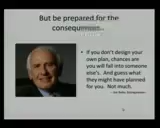 But be prepared for the
consequences..
• If you don't design your
own plan, chances are
you will fall into someone
else's. And guess what
they might have planned
for you. Not much.